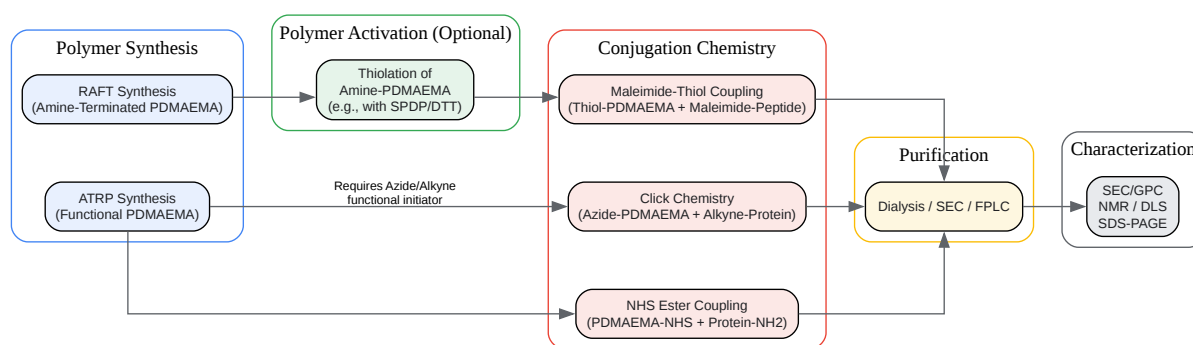 Polymer Synthesis
RAFT Synthesis
(Amine-Terminated PDMAEMA)
ATRP Synthesis
(Functional PDMAEMA)
Polymer Activation (Optional)
Thiolation of
Amine-PDMAEMA
(e.g., with SPDP/DTT)
Requires Azide/Alkyne
functional initiator
Conjugation Chemistry
Maleimide-Thiol Coupling
(Thiol-PDMAEMA + Maleimide-Peptide)
Click Chemistry
(Azide-PDMAEMA + Alkyne-Protein)
NHS Ester Coupling
(PDMAEMA-NHS + Protein-NH2)
Purification
Dialysis / SEC / FPLC
Characterization
SEC/GPC
NMR / DLS
SDS-PAGE